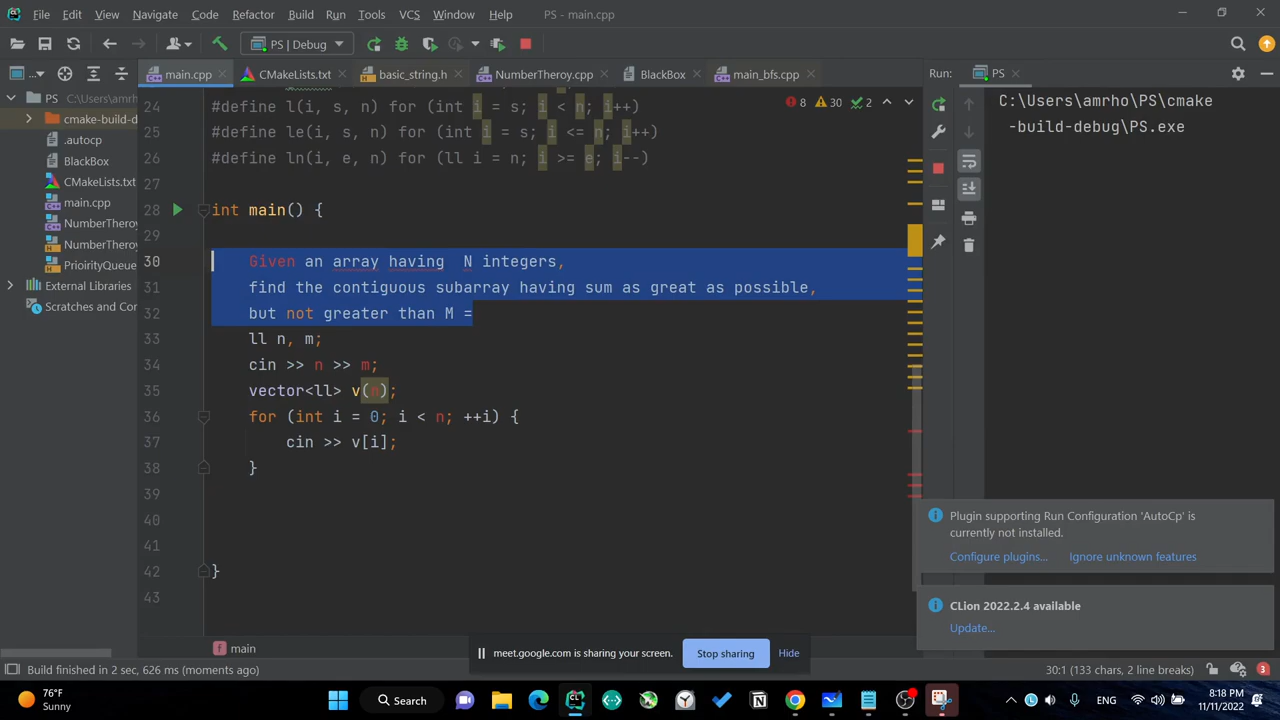 File Edit View Navigate Code Refactor Build Run Tools VCS Window Help PS - main.cpp
PS | Debug
main.cpp CMakeLists.txt basic_string.h NumberTheroy.cpp BlackBox main_bfs.cpp
Run: PS
PS C:\Users\amrho\PS
cmake-build-d
.autocp
BlackBox
CMakeLists.txt
main.cpp
NumberTheroy
NumberTheroy
PriorityQueue
External Libraries
Scratches and Con
8 30 2
24 #define l(i, s, n) for (int i = s; i < n; i++)
25 #define le(i, s, n) for (int i = s; i <= n; i++)
26 #define ln(i, e, n) for (ll i = n; i >= e; i--)
27
28 int main() {
29
30 Given an array having  N integers,
31 find the contiguous subarray having sum as great as possible,
32 but not greater than M =
33 ll n, m;
34 cin >> n >> m;
35 vector<ll> v(n);
36 for (int i = 0; i < n; ++i) {
37 cin >> v[i];
38 }
39
40
41
42 }
43
main
C:\Users\amrho\PS\cmake
-build-debug\PS.exe
Plugin supporting Run Configuration 'AutoCp' is
currently not installed.
Configure plugins... Ignore unknown features
CLion 2022.2.4 available
Update...
meet.google.com is sharing your screen. Stop sharing Hide
Build finished in 2 sec, 626 ms (moments ago)
30:1 (133 chars, 2 line breaks) 3
76°F
Sunny
Search
ENG
8:18 PM
11/11/2022